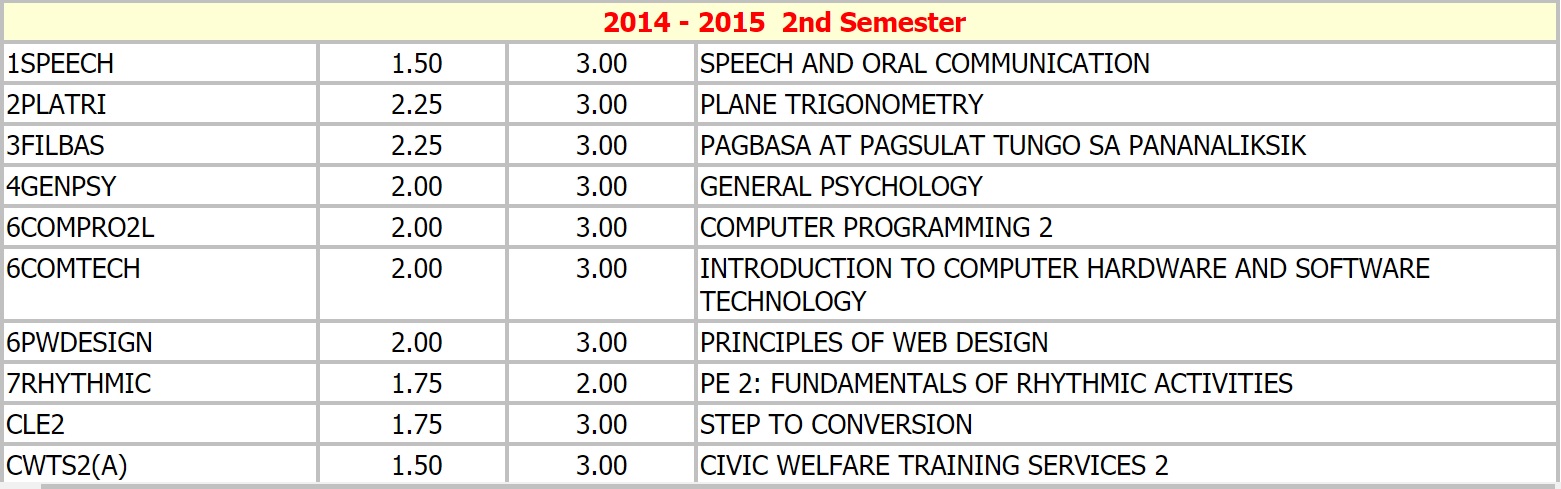 2014 - 2015 2nd Semester
1SPEECH 1.50 3.00 SPEECH AND ORAL COMMUNICATION
2PLATRI 2.25 3.00 PLANE TRIGONOMETRY
3FILBAS 2.25 3.00 PAGBASA AT PAGSULAT TUNGO SA PANANALIKSIK
4GENPSY 2.00 3.00 GENERAL PSYCHOLOGY
6COMPRO2L 2.00 3.00 COMPUTER PROGRAMMING 2
6COMTECH 2.00 3.00 INTRODUCTION TO COMPUTER HARDWARE AND SOFTWARE
TECHNOLOGY
6PWDESIGN 2.00 3.00 PRINCIPLES OF WEB DESIGN
7RHYTHMIC 1.75 2.00 PE 2: FUNDAMENTALS OF RHYTHMIC ACTIVITIES
CLE2 1.75 3.00 STEP TO CONVERSION
CWTS2(A) 1.50 3.00 CIVIC WELFARE TRAINING SERVICES 2